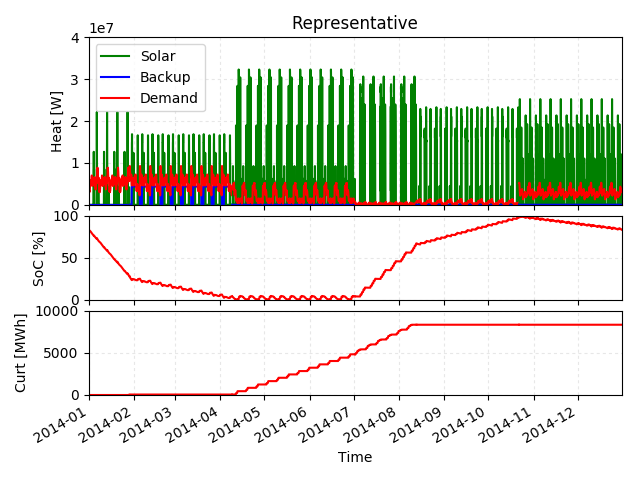 Representative
1e7
4
3
2
1
0
Heat [W]
Solar
Backup
Demand
100
50
0
SoC [%]
10000
5000
0
Curt [MWh]
2014-01
2014-02
2014-03
2014-04
2014-05
2014-06
2014-07
2014-08
2014-09
2014-10
2014-11
2014-12
Time